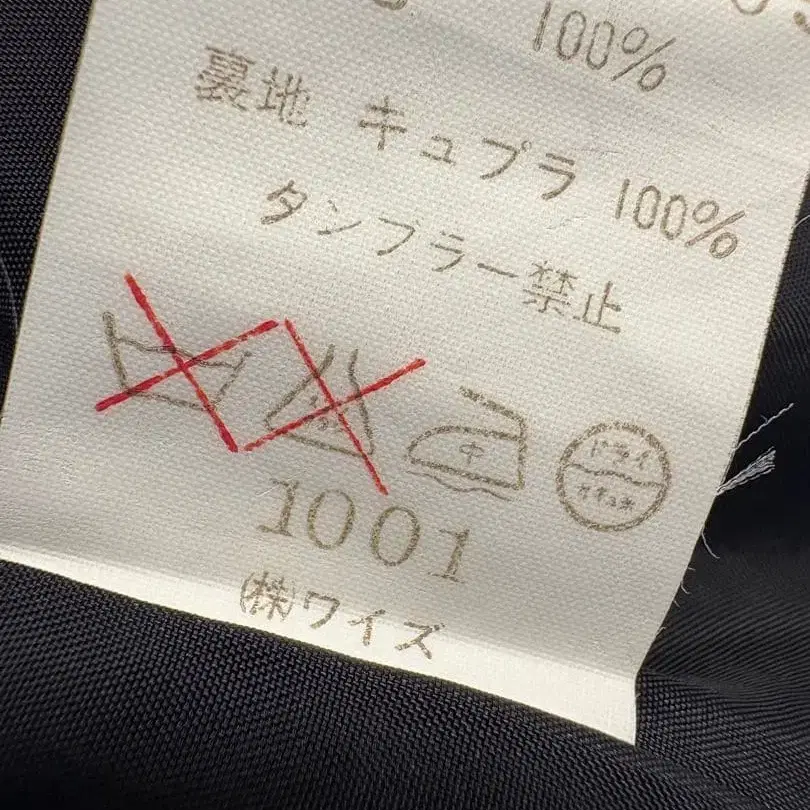 100%
裏地 キュプラ 100%
タンブラー禁止
中 ドライ
1001
(株)ワイズ